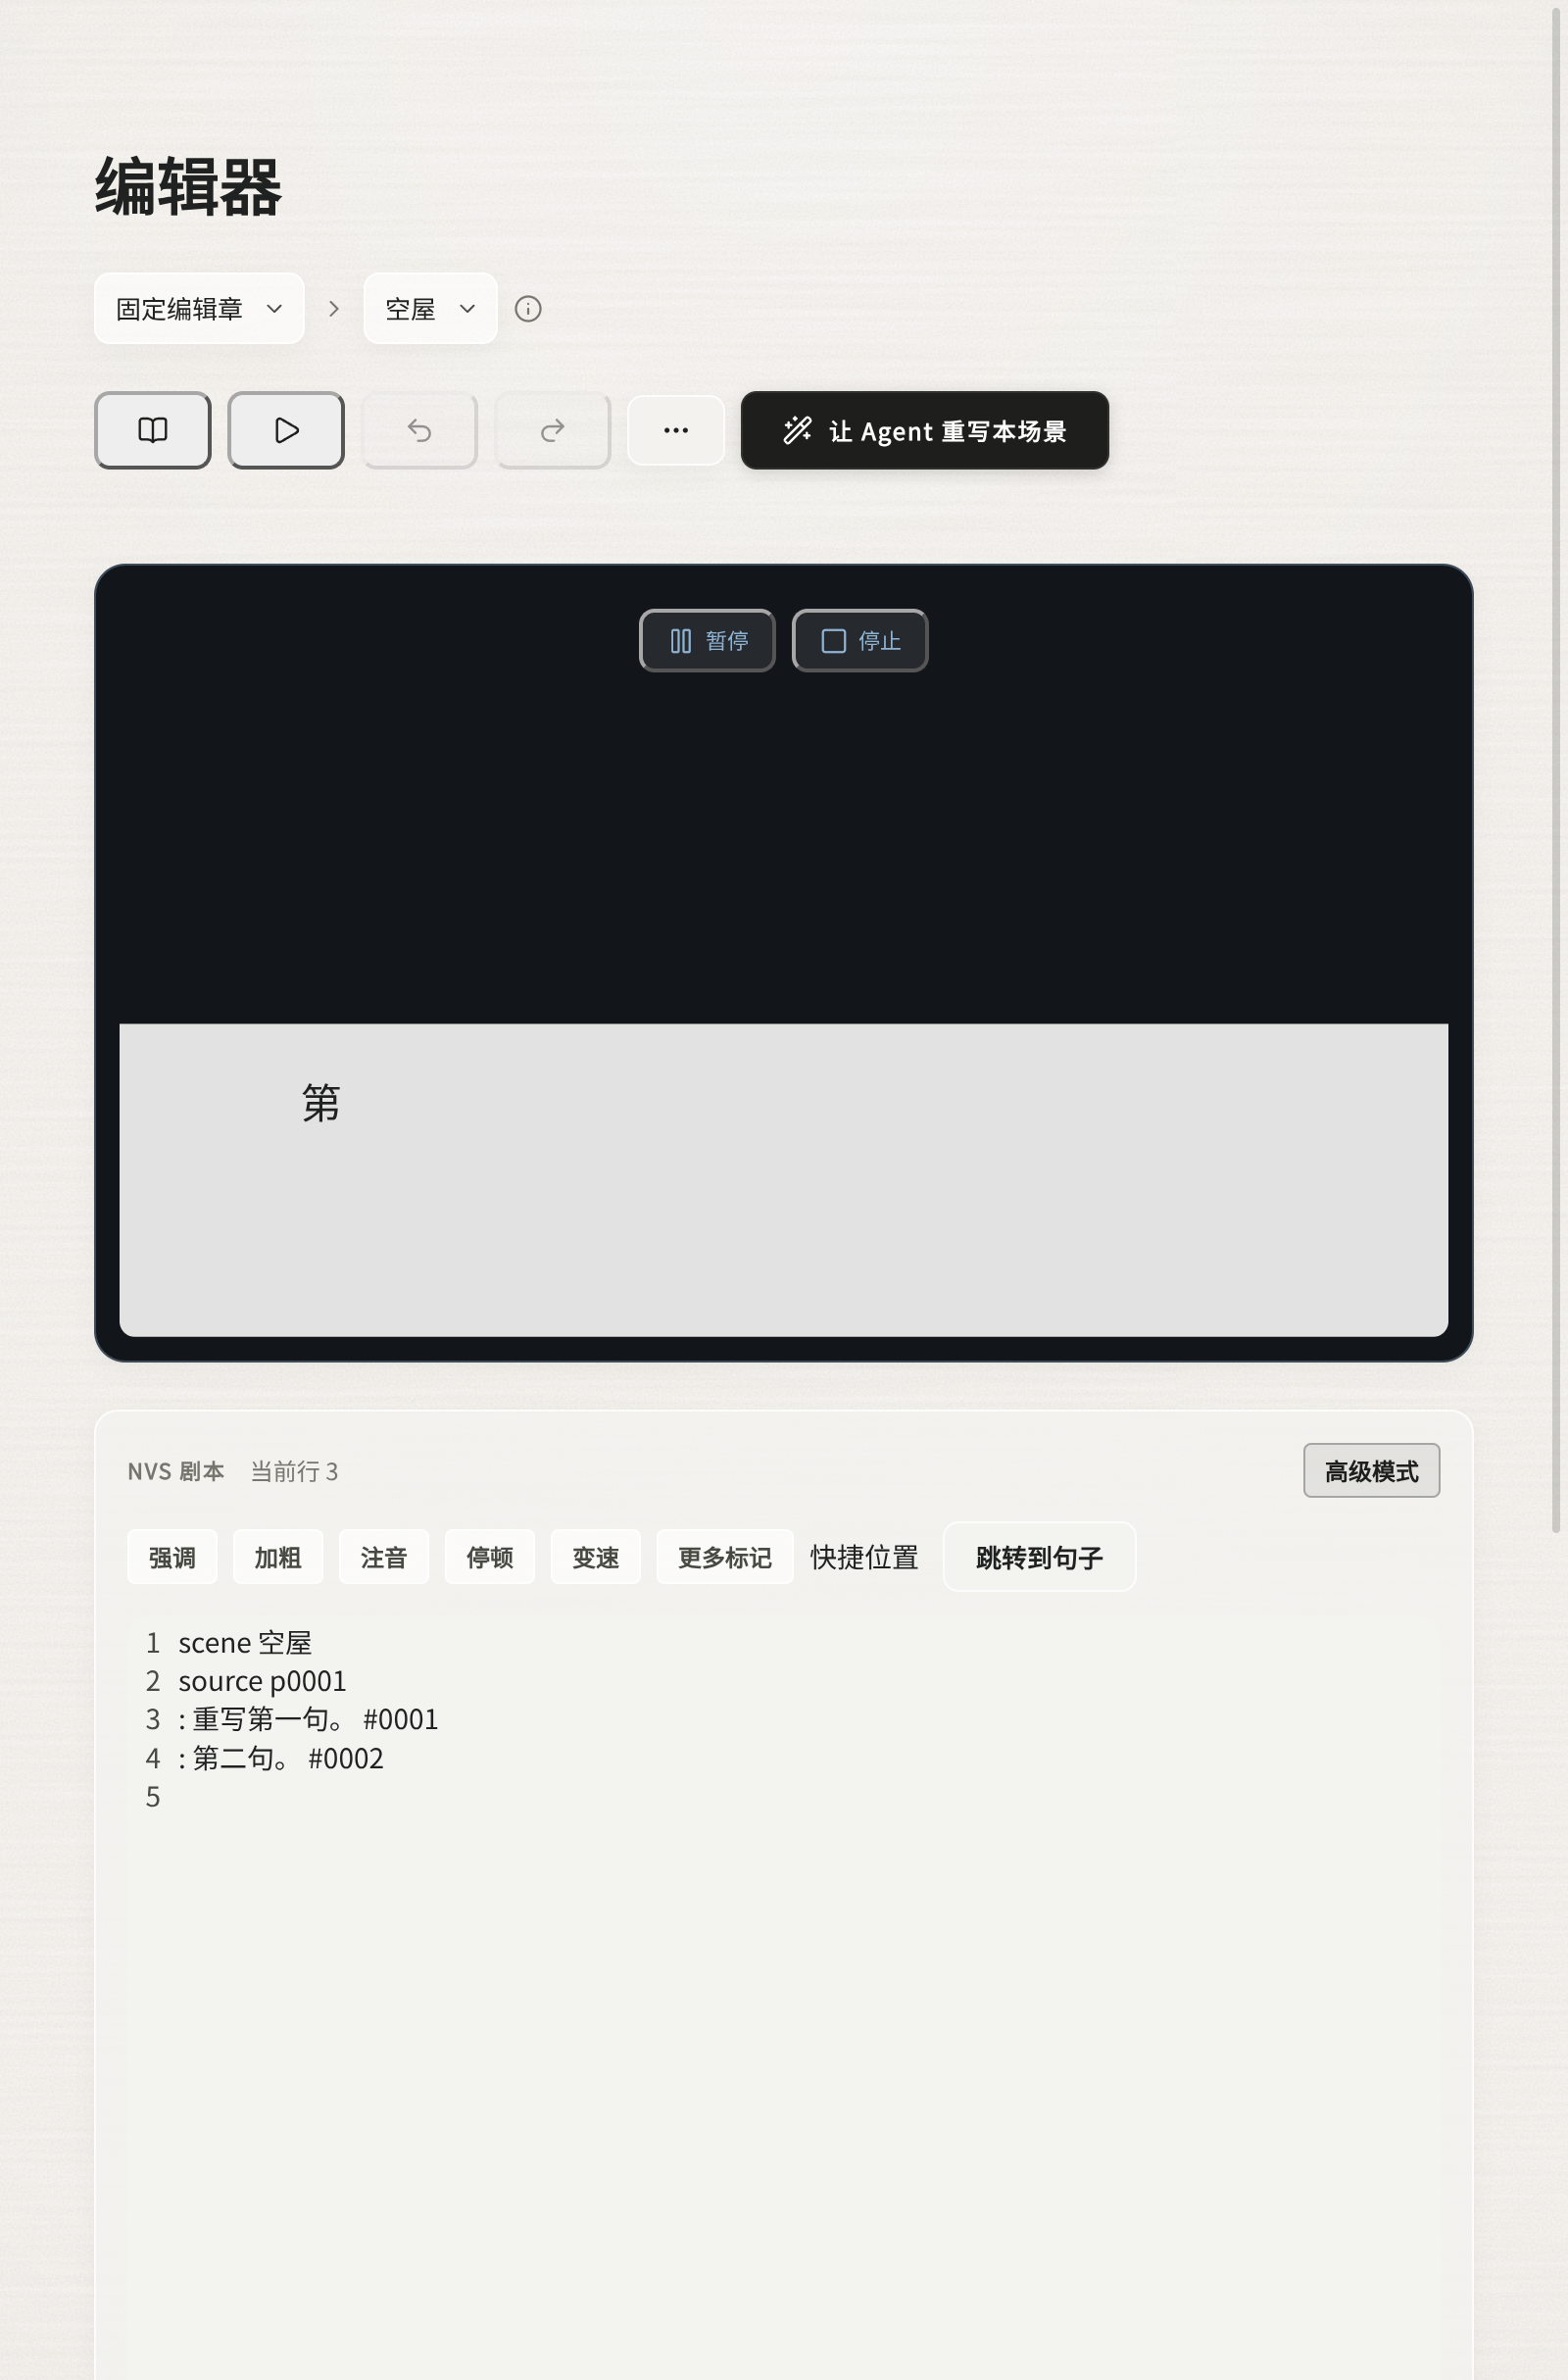 编辑器
固定编辑章 空屋
让 Agent 重写本场景
暂停 停止
第
NVS 剧本 当前行 3 高级模式
强调 加粗 注音 停顿 变速 更多标记 快捷位置 跳转到句子
1 scene 空屋
2 source p0001
3 : 重写第一句。 #0001
4 : 第二句。 #0002
5